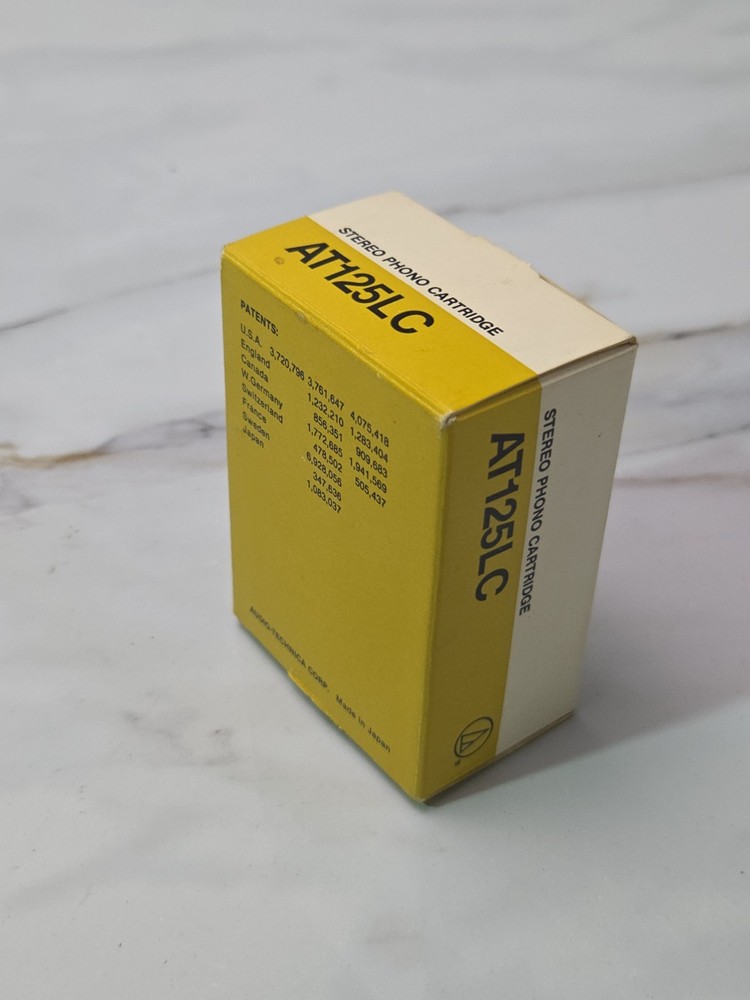 STEREO PHONO CARTRIDGE
AT125LC
PATENTS:
U.S.A. 3,720,796 3,761,647 4,075,418
England 1,232,210 1,283,404
Canada 856,351 909,683
W.Germany 1,772,685 1,941,569
Switzerland 478,502 505,437
France 6,928,056
Sweden 347,636
Japan 1,083,037
AUDIO-TECHNICA CORP. Made in Japan
STEREO PHONO CARTRIDGE
AT125LC
®